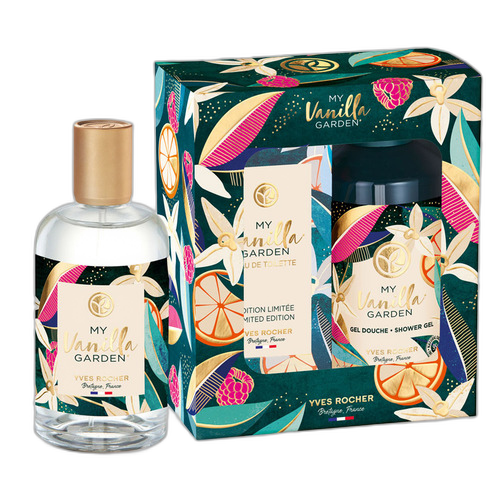 MY
Vanilla
GARDEN
YVES ROCHER
Bretagne, France
MY
Vanilla
GARDEN
MY
Vanilla
GARDEN
EAU DE TOILETTE
ÉDITION LIMITÉE
LIMITED EDITION
YVES ROCHER
Bretagne, France
MY
Vanilla
GARDEN
GEL DOUCHE • SHOWER GEL
YVES ROCHER
Bretagne, France
YVES ROCHER
Bretagne, France